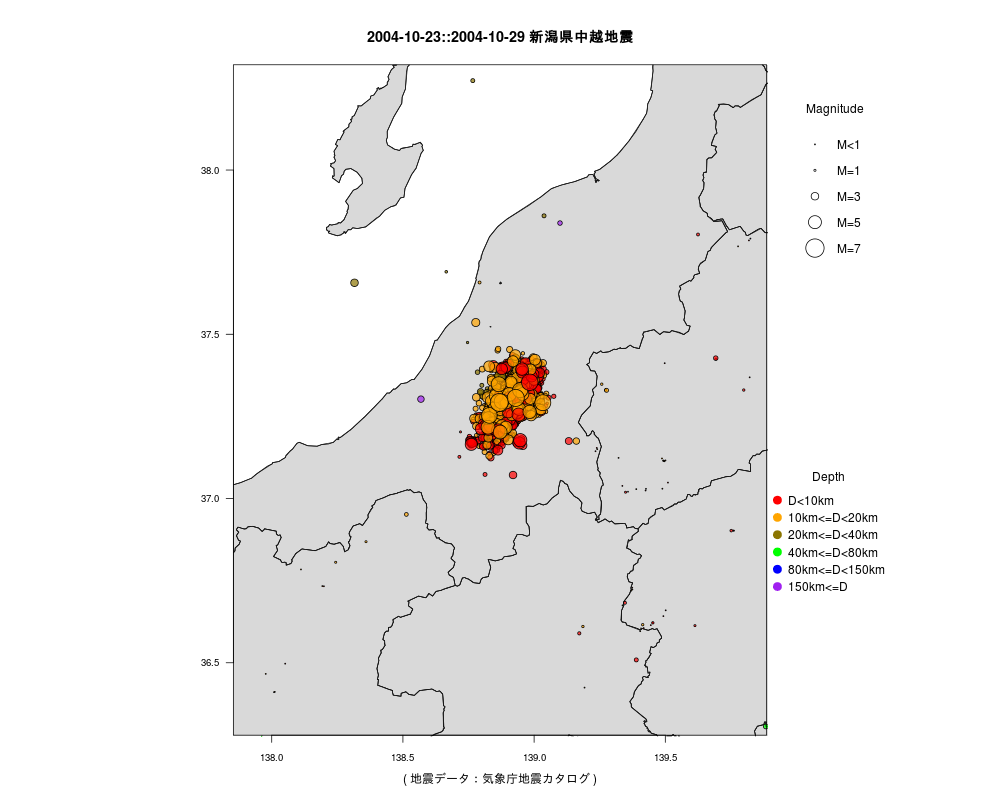 2004-10-23::2004-10-29 新潟県中越地震
Magnitude
M<1
M=1
M=3
M=5
M=7
38.0
37.5
37.0
36.5
Depth
D<10km
10km<=D<20km
20km<=D<40km
40km<=D<80km
80km<=D<150km
150km<=D
138.0 138.5 139.0 139.5
( 地震データ : 気象庁地震カタログ )